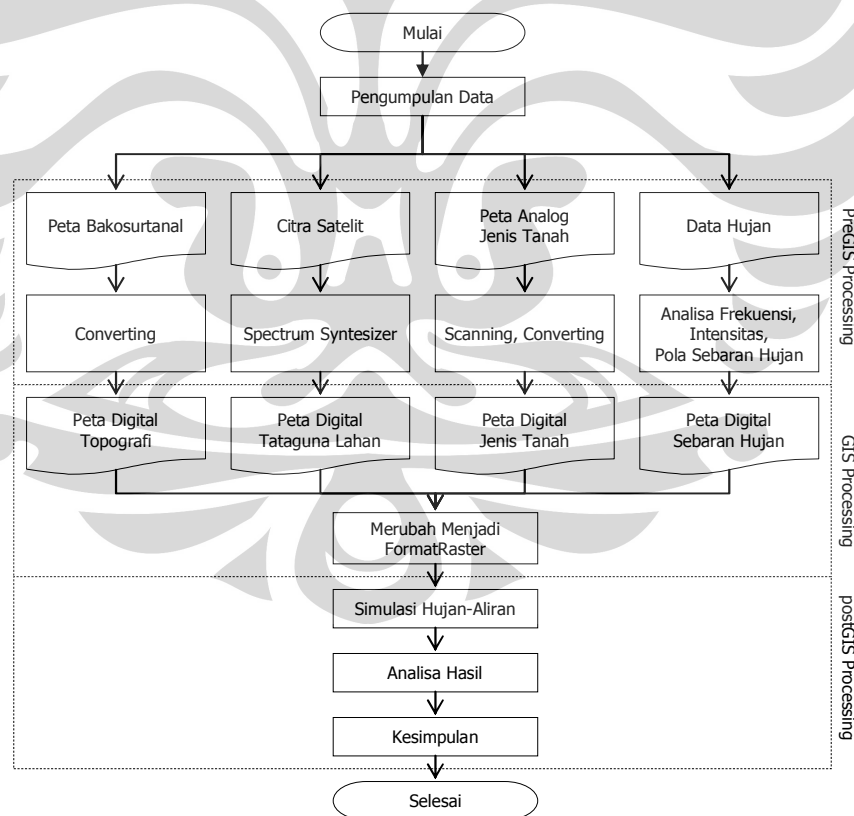 Mulai
Pengumpulan Data
Peta Bakosurtanal
Citra Satelit
Peta Analog
Jenis Tanah
Data Hujan
PreGIS Processing
Converting
Spectrum Syntesizer
Scanning, Converting
Analisa Frekuensi,
Intensitas,
Pola Sebaran Hujan
Peta Digital
Topografi
Peta Digital
Tataguna Lahan
Peta Digital
Jenis Tanah
Peta Digital
Sebaran Hujan
GIS Processing
Merubah Menjadi
FormatRaster
Simulasi Hujan-Aliran
Analisa Hasil
Kesimpulan
postGIS Processing
Selesai